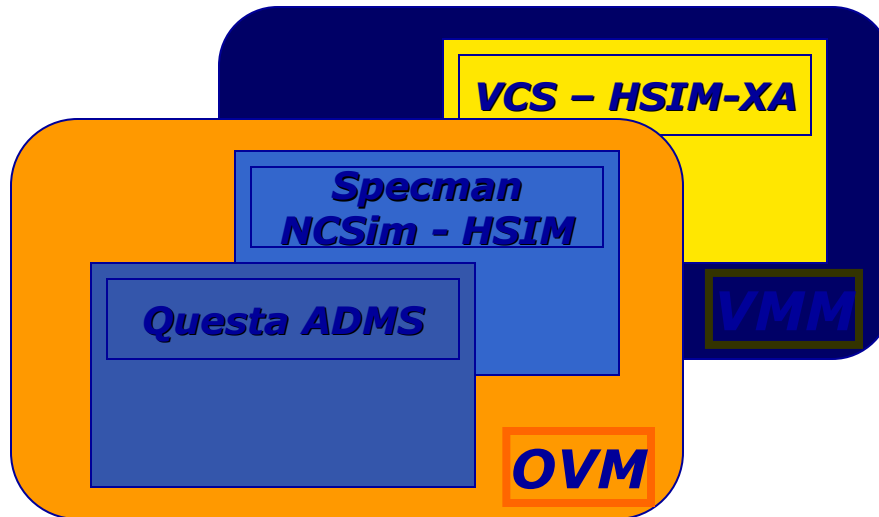 VCS – HSIM-XA
Specman
NCSim - HSIM
Questa ADMS
VMM
OVM